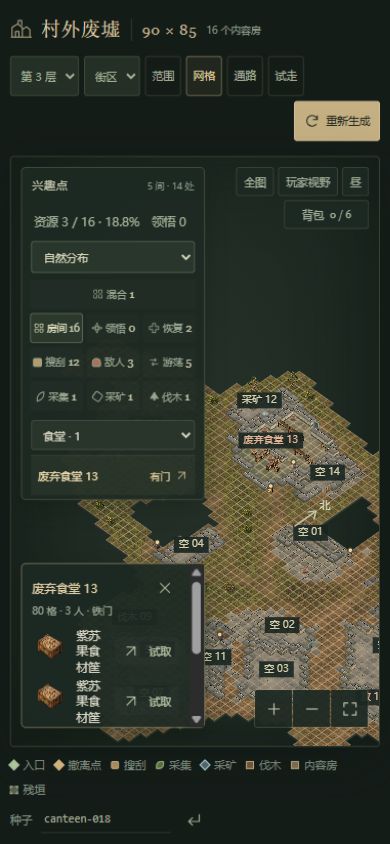 村外废墟 90 × 85 16 个内容房
第 3 层 街区 范围 网格 通路 试走
重新生成
兴趣点 5 间 · 14 处
全图 玩家视野 昼
背包 0 / 6
资源 3 / 16 · 18.8% 领悟 0
自然分布
混合 1
房间 16 领悟 0 恢复 2
搜刮 12 敌人 3 游荡 5
采集 1 采矿 1 伐木 1
食堂 · 1
废弃食堂 13 有门
采矿 12
废弃食堂 13
空 14
北
空 01
空 04
废弃食堂 13
80 格 · 3 人 · 铁门
伐木 09
紫苏
果食
材筐
试取
紫苏
果食
材筐
试取
空 02
空 11
空 03
入口 撤离点 搜刮 采集 采矿 伐木 内容房
残垣
种子 canteen-018